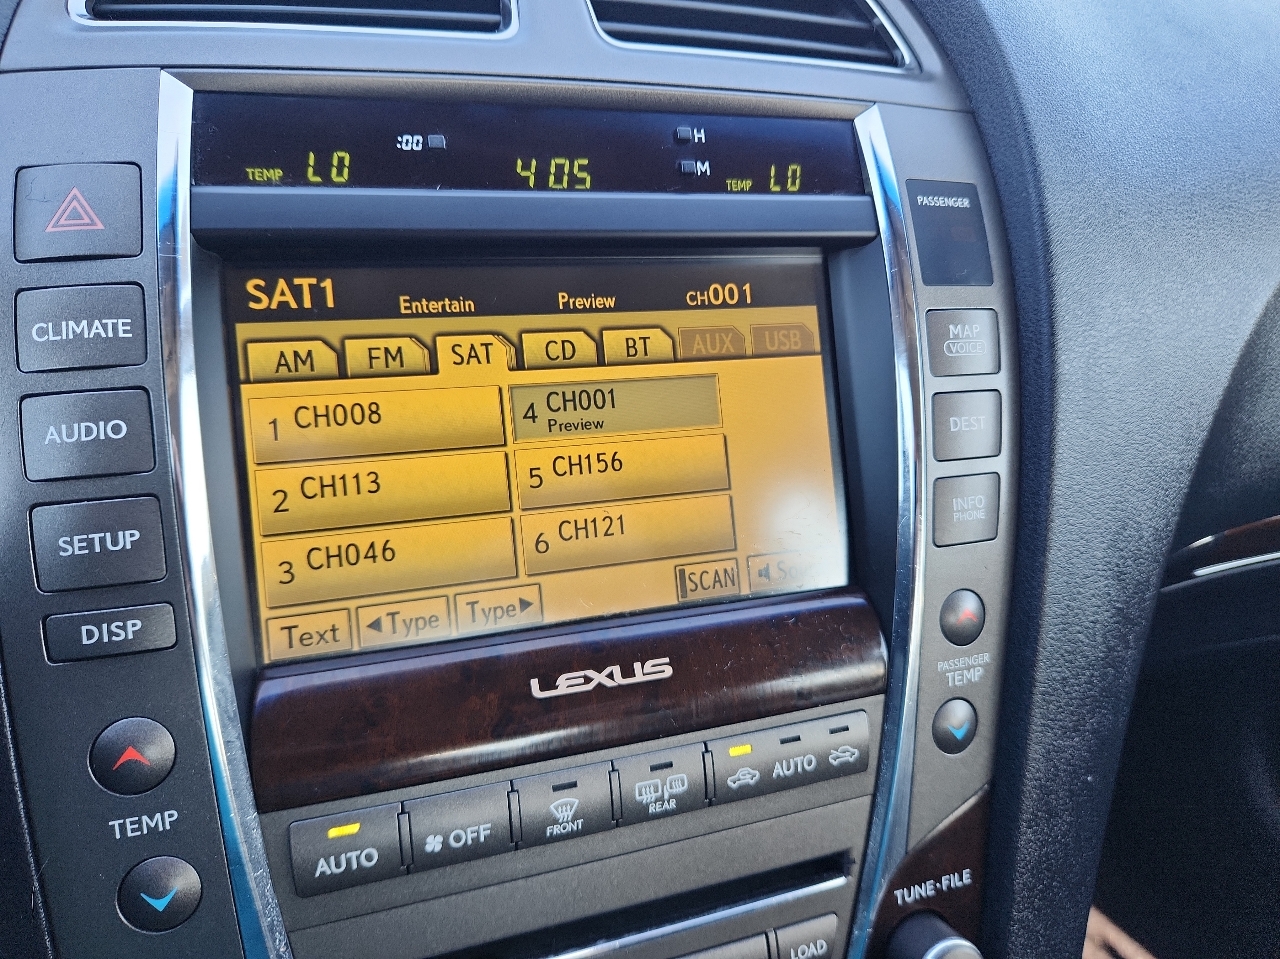 :00 H
TEMP LO 4 05 M TEMP LO
PASSENGER
SAT1 Entertain Preview CH001
CLIMATE
AM FM SAT CD BT AUX USB
MAP
VOICE
AUDIO
1 CH008
4 CH001
Preview
DEST
2 CH113
5 CH156
SETUP
3 CH046
6 CH121
INFO
PHONE
DISP
Text ◀Type Type▶ SCAN
LEXUS
PASSENGER
TEMP
TEMP
AUTO OFF FRONT REAR AUTO
TUNE·FILE
LOAD